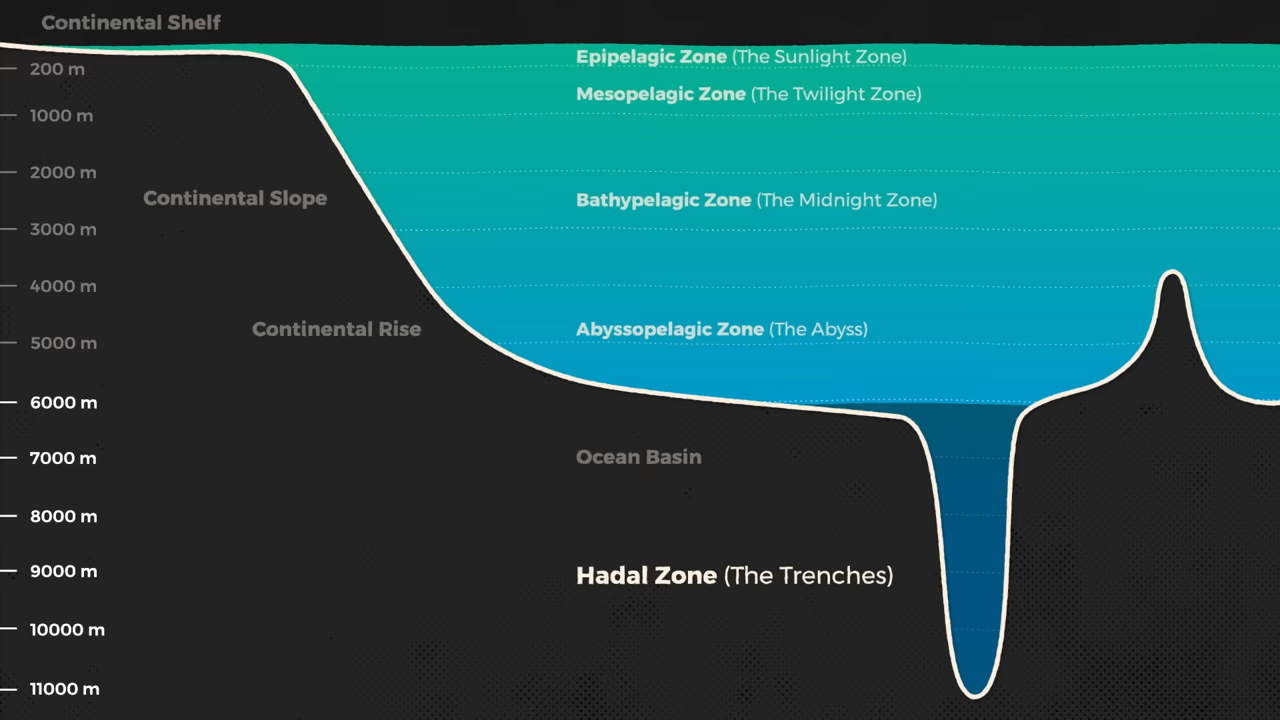 Continental Shelf
Epipelagic Zone (The Sunlight Zone)
200 m
Mesopelagic Zone (The Twilight Zone)
1000 m
2000 m
Continental Slope
Bathypelagic Zone (The Midnight Zone)
3000 m
4000 m
Continental Rise
Abyssopelagic Zone (The Abyss)
5000 m
6000 m
Ocean Basin
7000 m
8000 m
9000 m
Hadal Zone (The Trenches)
10000 m
11000 m